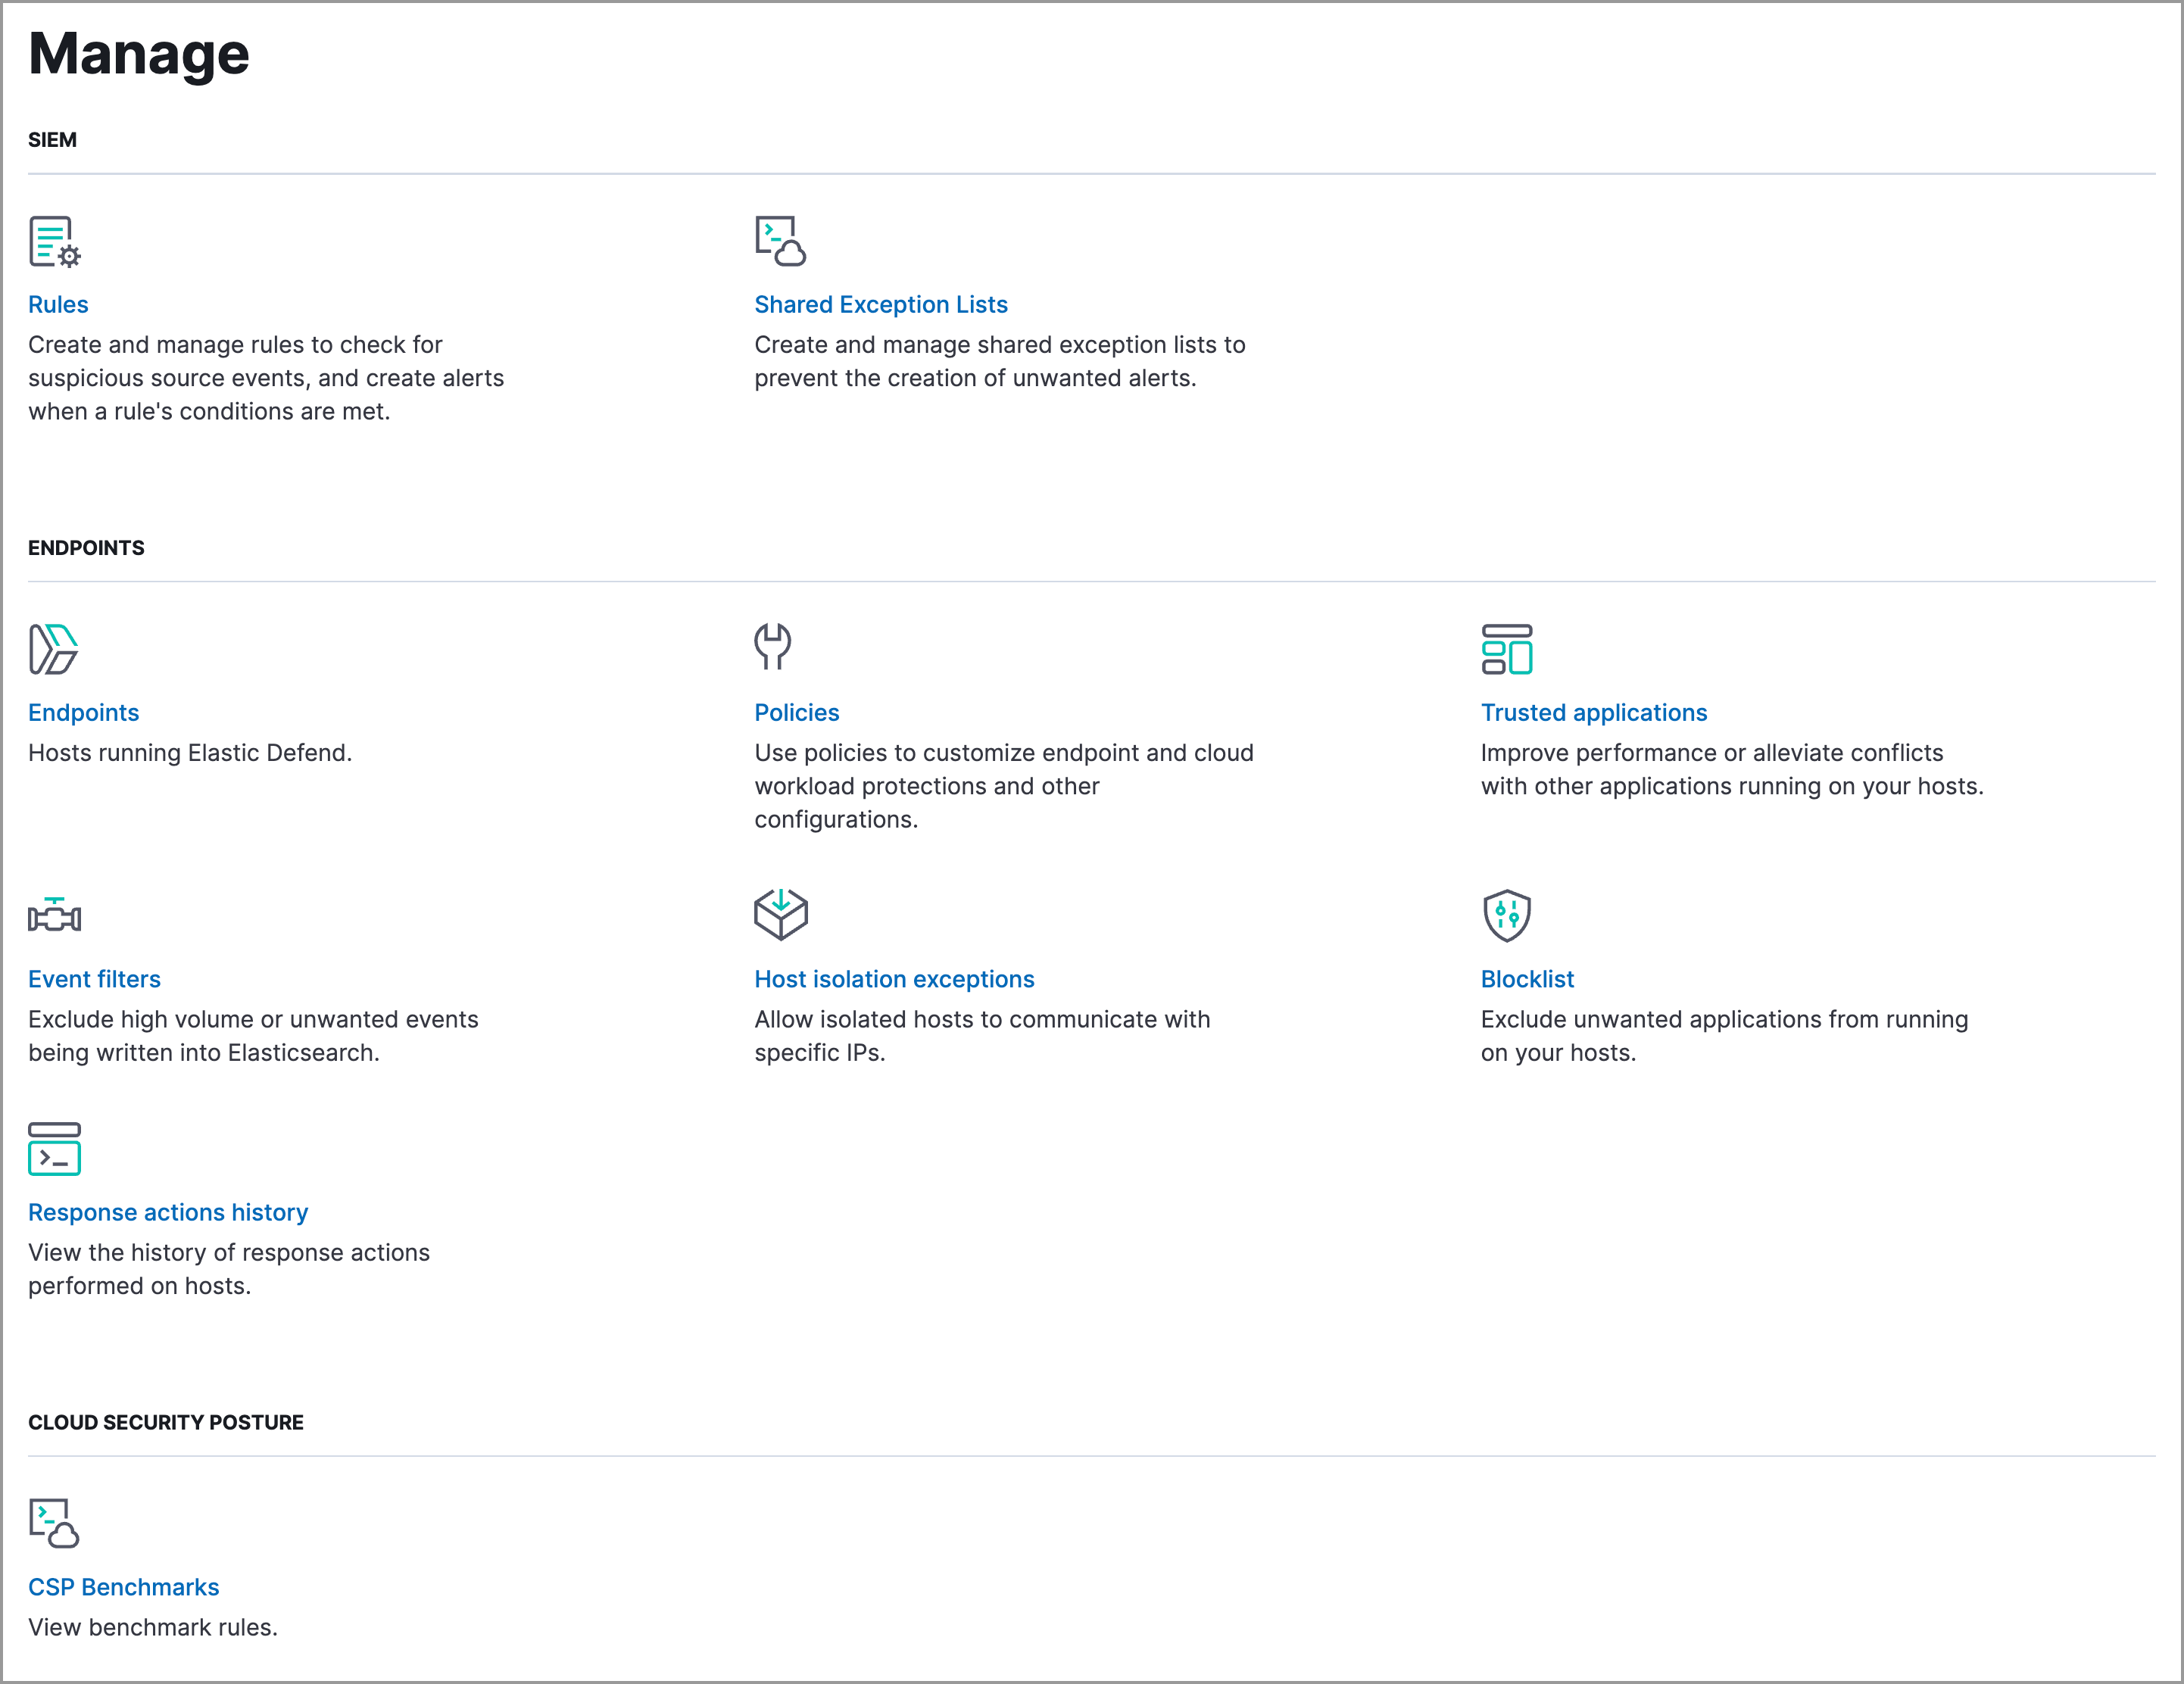 Manage
SIEM
Rules
Create and manage rules to check for
suspicious source events, and create alerts
when a rule's conditions are met.
Shared Exception Lists
Create and manage shared exception lists to
prevent the creation of unwanted alerts.
ENDPOINTS
Endpoints
Hosts running Elastic Defend.
Policies
Use policies to customize endpoint and cloud
workload protections and other
configurations.
Trusted applications
Improve performance or alleviate conflicts
with other applications running on your hosts.
Event filters
Exclude high volume or unwanted events
being written into Elasticsearch.
Host isolation exceptions
Allow isolated hosts to communicate with
specific IPs.
Blocklist
Exclude unwanted applications from running
on your hosts.
Response actions history
View the history of response actions
performed on hosts.
CLOUD SECURITY POSTURE
CSP Benchmarks
View benchmark rules.